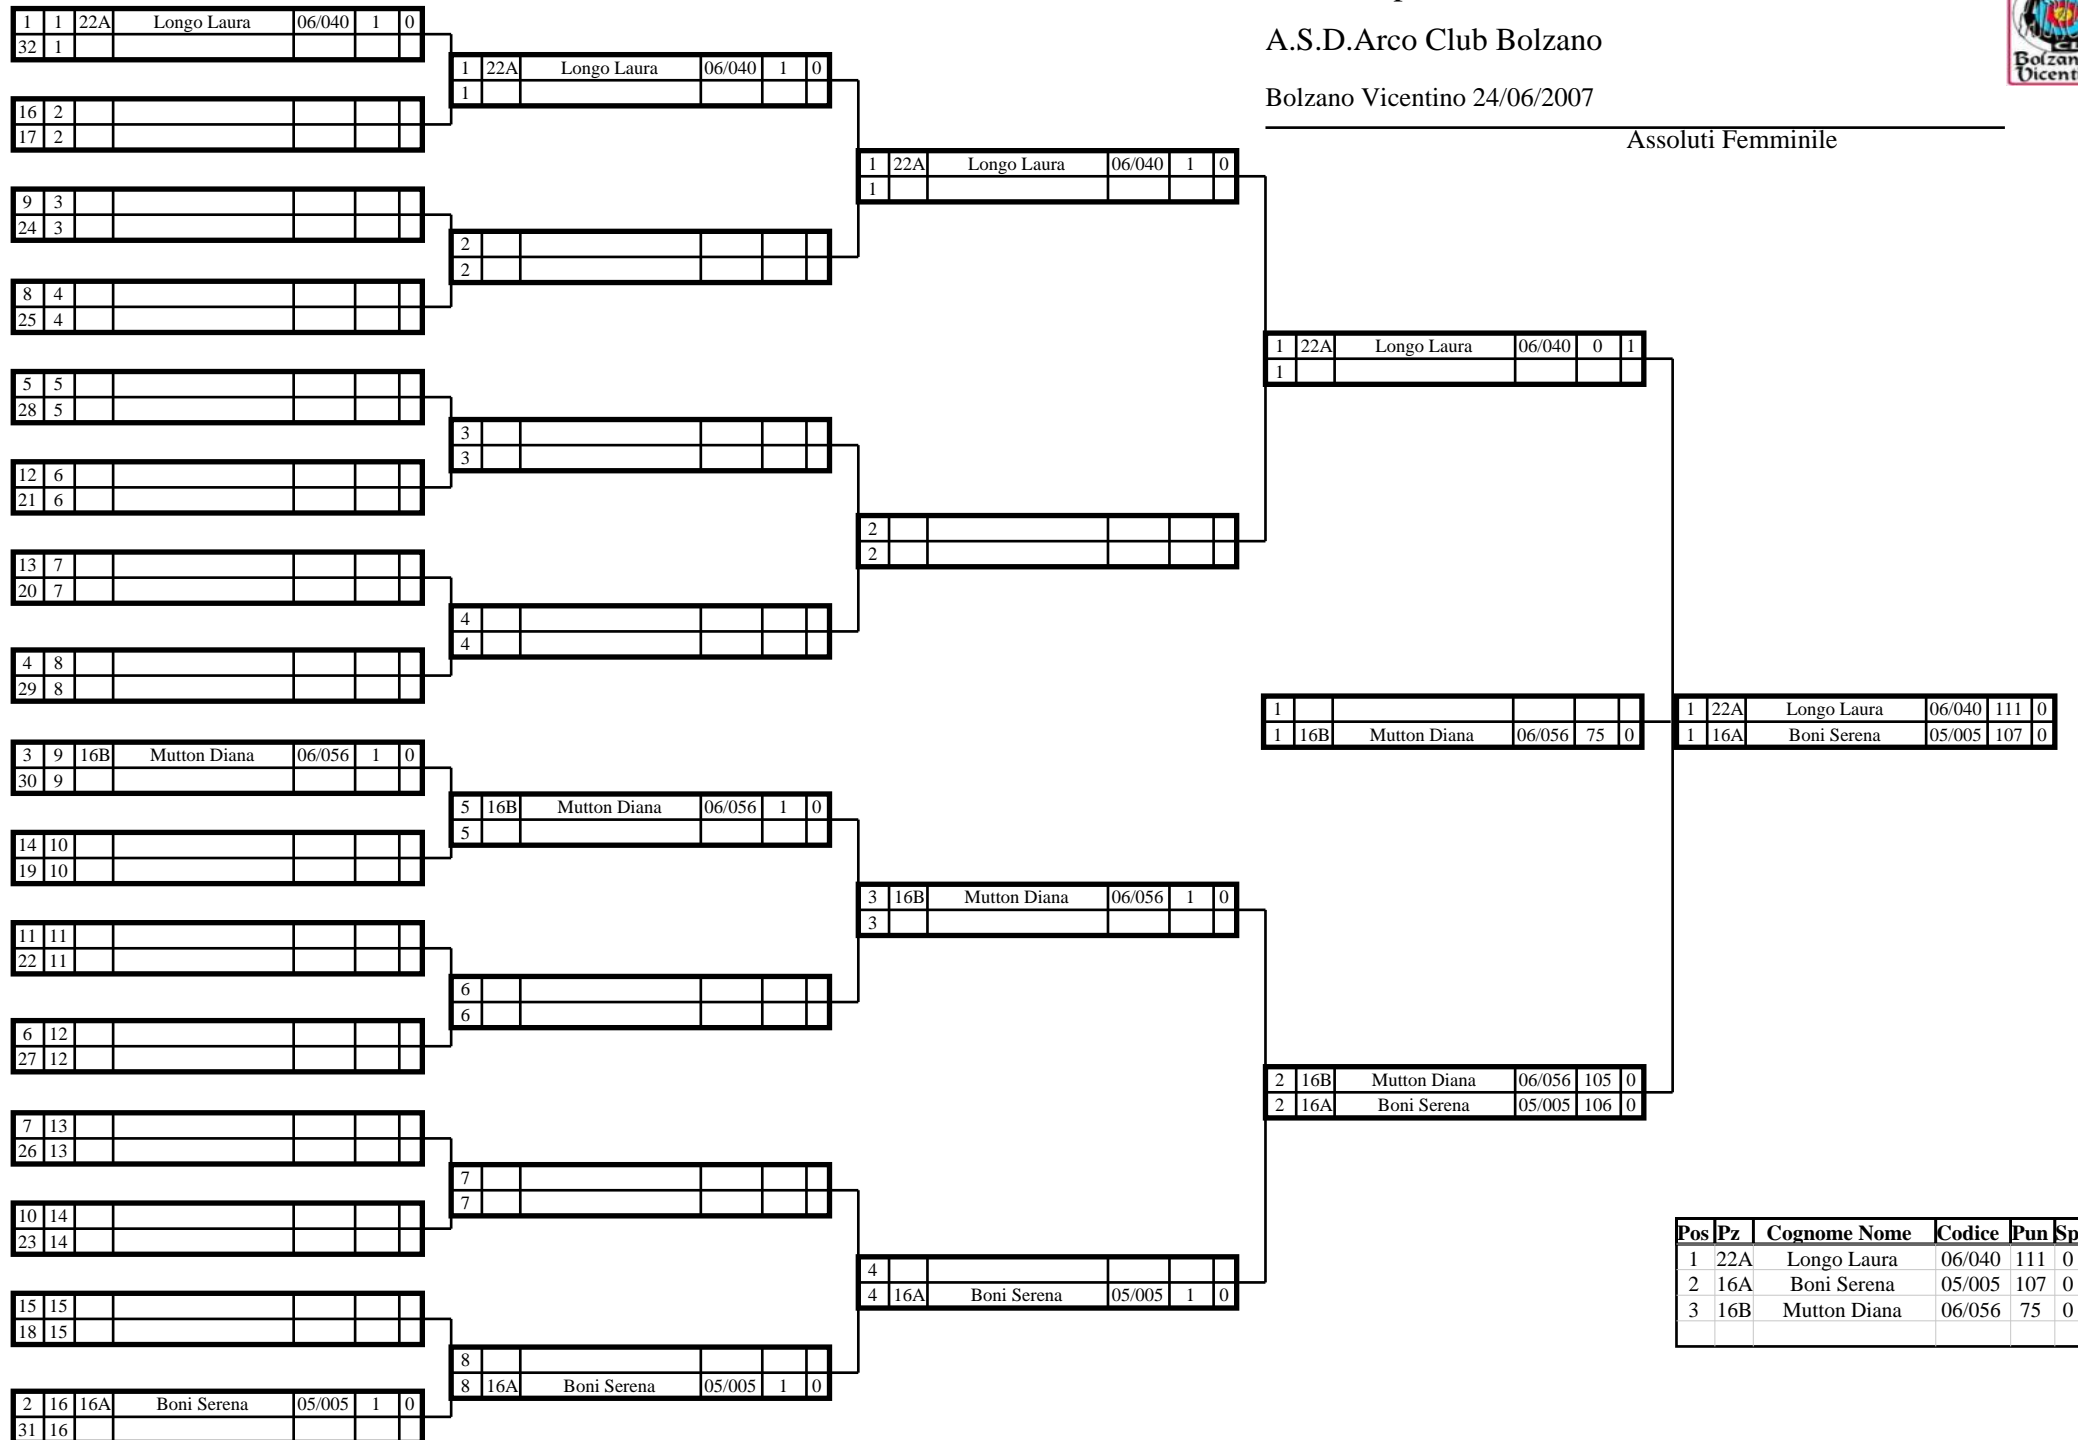 A.S.D.Arco Club Bolzano
Bolzano Vicentino 24/06/2007
Assoluti Femminile
1 1 22A Longo Laura 06/040 1 0
32 1
16 2
17 2
9 3
24 3
8 4
25 4
5 5
28 5
12 6
21 6
13 7
20 7
4 8
29 8
3 9 16B Mutton Diana 06/056 1 0
30 9
14 10
19 10
11 11
22 11
6 12
27 12
7 13
26 13
10 14
23 14
15 15
18 15
2 16 16A Boni Serena 05/005 1 0
31 16
1 22A Longo Laura 06/040 1 0
1
2
2
3
3
4
4
5 16B Mutton Diana 06/056 1 0
5
6
6
7
7
8
8 16A Boni Serena 05/005 1 0
1 22A Longo Laura 06/040 1 0
1
2
2
3 16B Mutton Diana 06/056 1 0
3
4
4 16A Boni Serena 05/005 1 0
1 22A Longo Laura 06/040 0 1
1
1
1 16B Mutton Diana 06/056 75 0
2 16B Mutton Diana 06/056 105 0
2 16A Boni Serena 05/005 106 0
1 22A Longo Laura 06/040 111 0
1 16A Boni Serena 05/005 107 0
Pos Pz Cognome Nome Codice Pun Sp
1 22A Longo Laura 06/040 111 0
2 16A Boni Serena 05/005 107 0
3 16B Mutton Diana 06/056 75 0